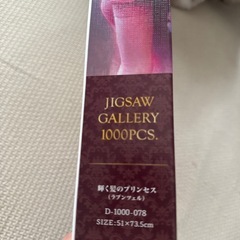 JIGSAW
GALLERY
1000PCS.
輝く髪のプリンセス
(ラプンツェル)
D-1000-078
SIZE:51×73.5cm